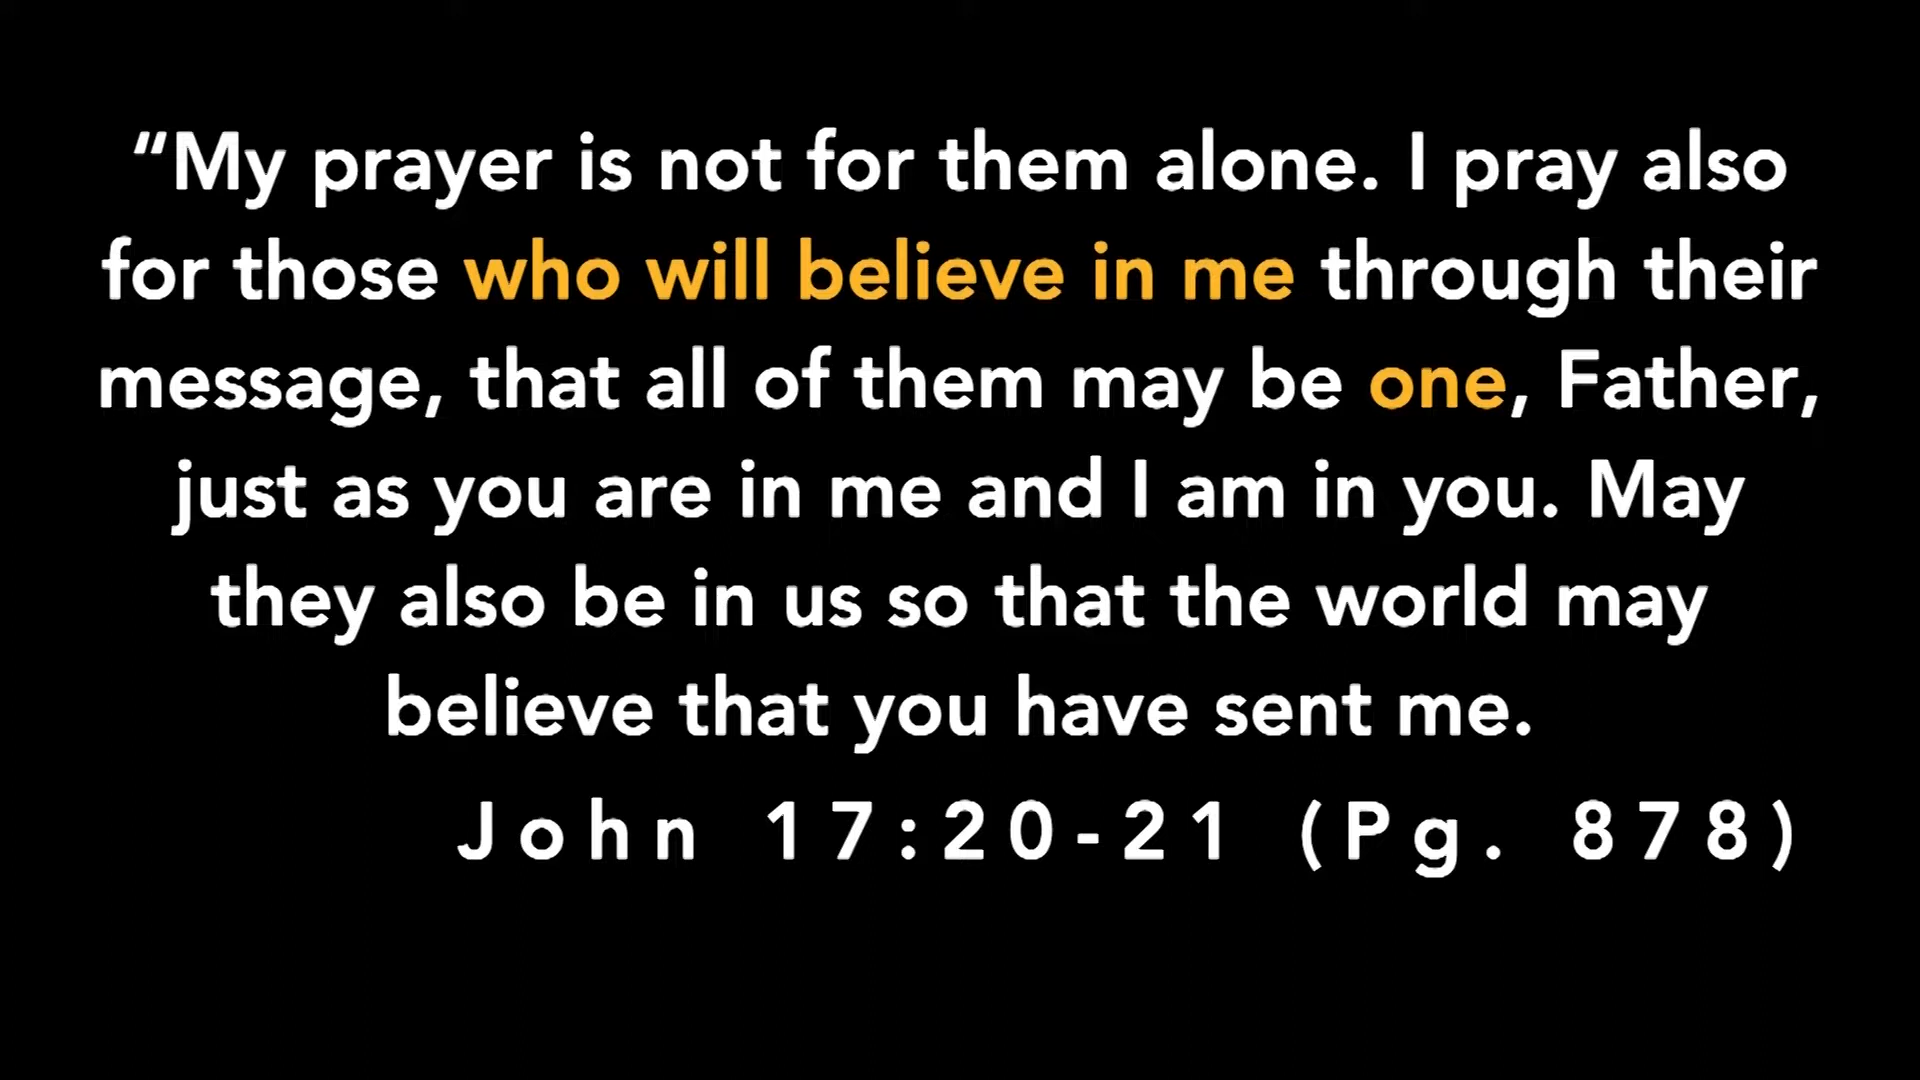 “My prayer is not for them alone. I pray also
for those who will believe in me through their
message, that all of them may be one, Father,
just as you are in me and I am in you. May
they also be in us so that the world may
believe that you have sent me.
John 17:20-21 (Pg. 878)